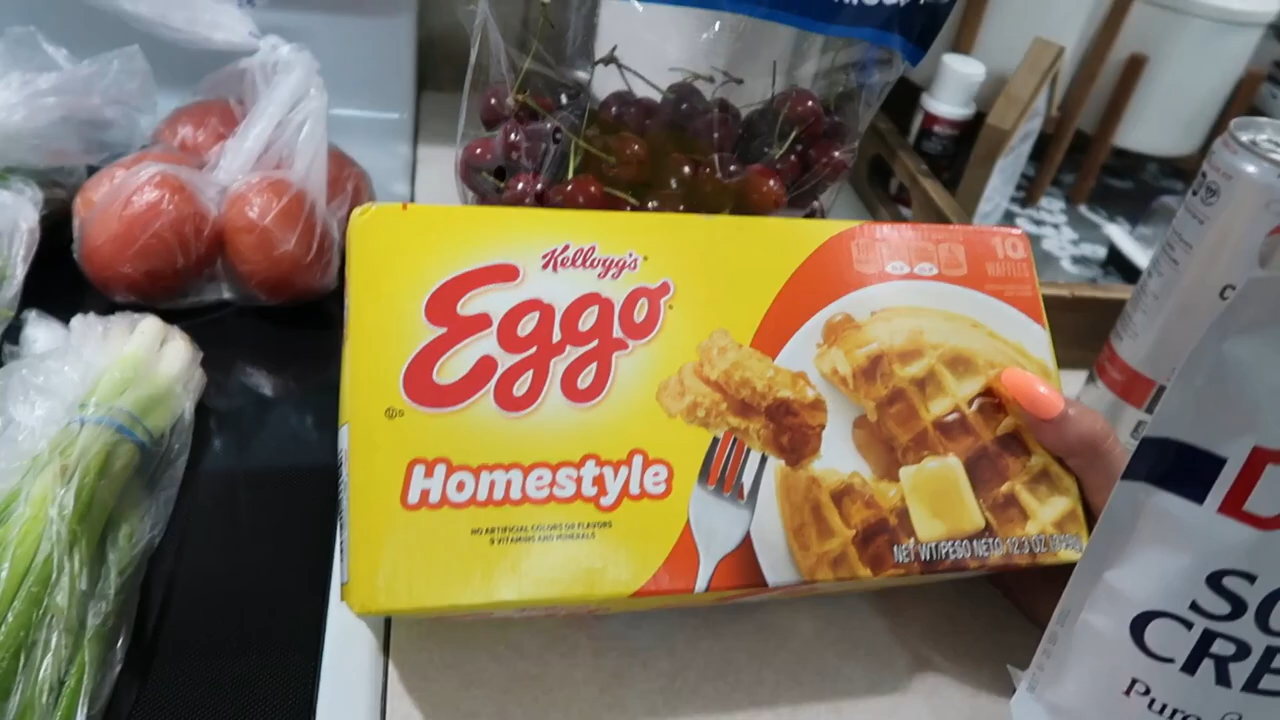 Kellogg's
Eggo
Homestyle
NO ARTIFICIAL COLORS OR FLAVORS
9 VITAMINS AND MINERALS
10
WAFFLES
NET WT/PESO NETO 12.3 OZ
D
SO
CRE
Pure